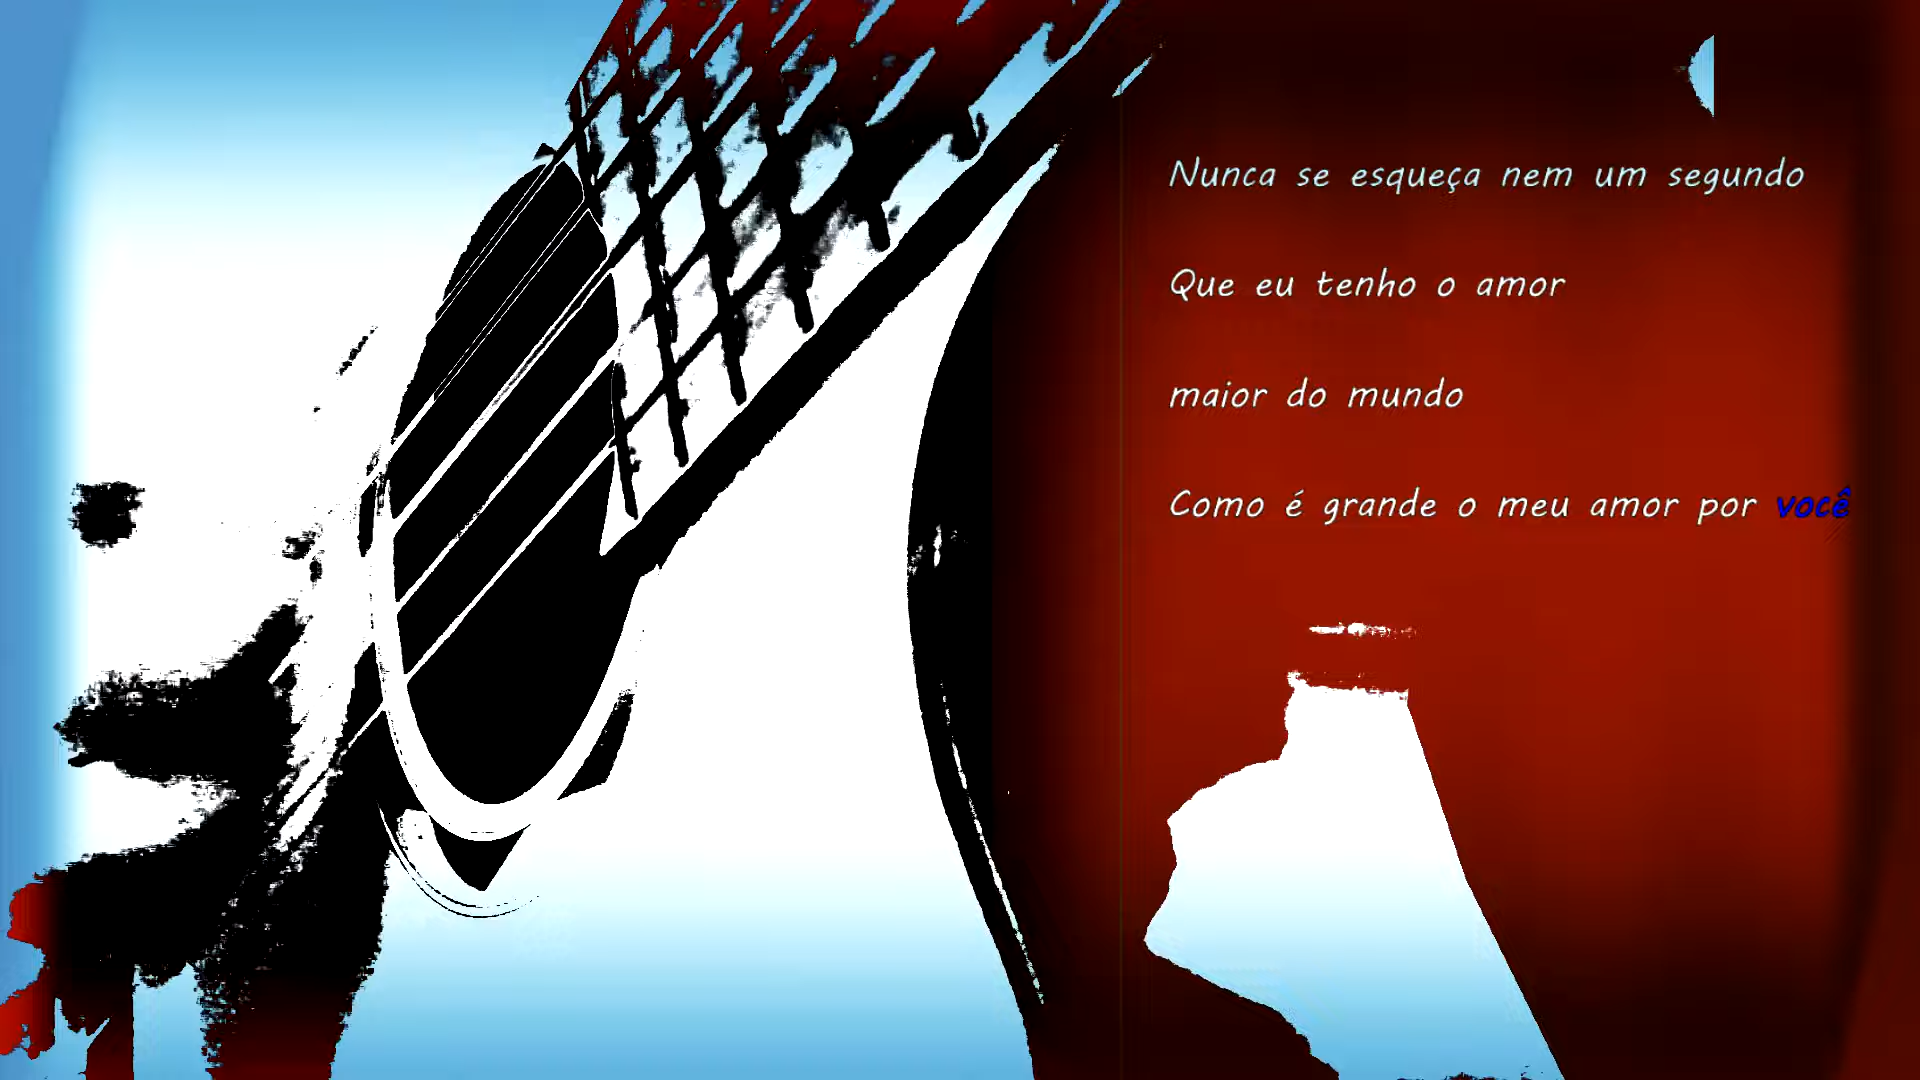 Nunca se esqueça nem um segundo
Que eu tenho o amor
maior do mundo
Como é grande o meu amor por você